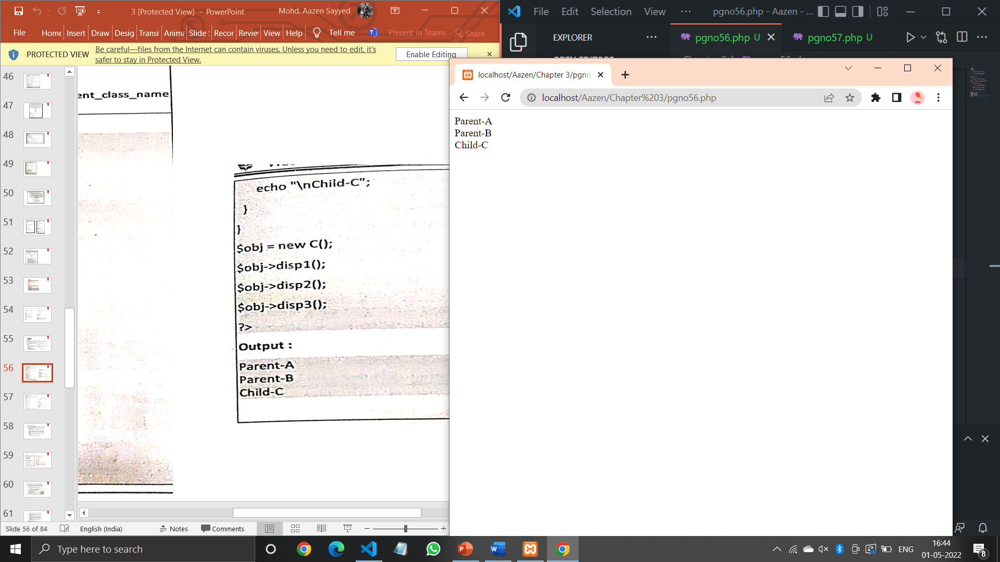 3 [Protected View] - PowerPoint
Mohd. Aazen Sayyed
File Home Insert Draw Desig Transi Anima Slide Recor Review View Help Tell me Present in Teams Share
PROTECTED VIEW
Be careful—files from the Internet can contain viruses. Unless you need to edit, it's
safer to stay in Protected View.
Enable Editing
46
47
48
49
50
51
52
53
54
55
56
57
58
59
60
61
ent_class_name
echo "\nChild-C";
}
}
$obj = new C();
$obj->disp1();
$obj->disp2();
$obj->disp3();
?>
Output :
Parent-A
Parent-B
Child-C
Slide 56 of 84 English (India) Notes Comments
File Edit Selection View ··· pgno56.php - Aazen - ...
EXPLORER ···
pgno56.php U
pgno57.php U
localhost/Aazen/Chapter 3/pgno
localhost/Aazen/Chapter%203/pgno56.php
Parent-A
Parent-B
Child-C
Type here to search
ENG
16:44
01-05-2022
8